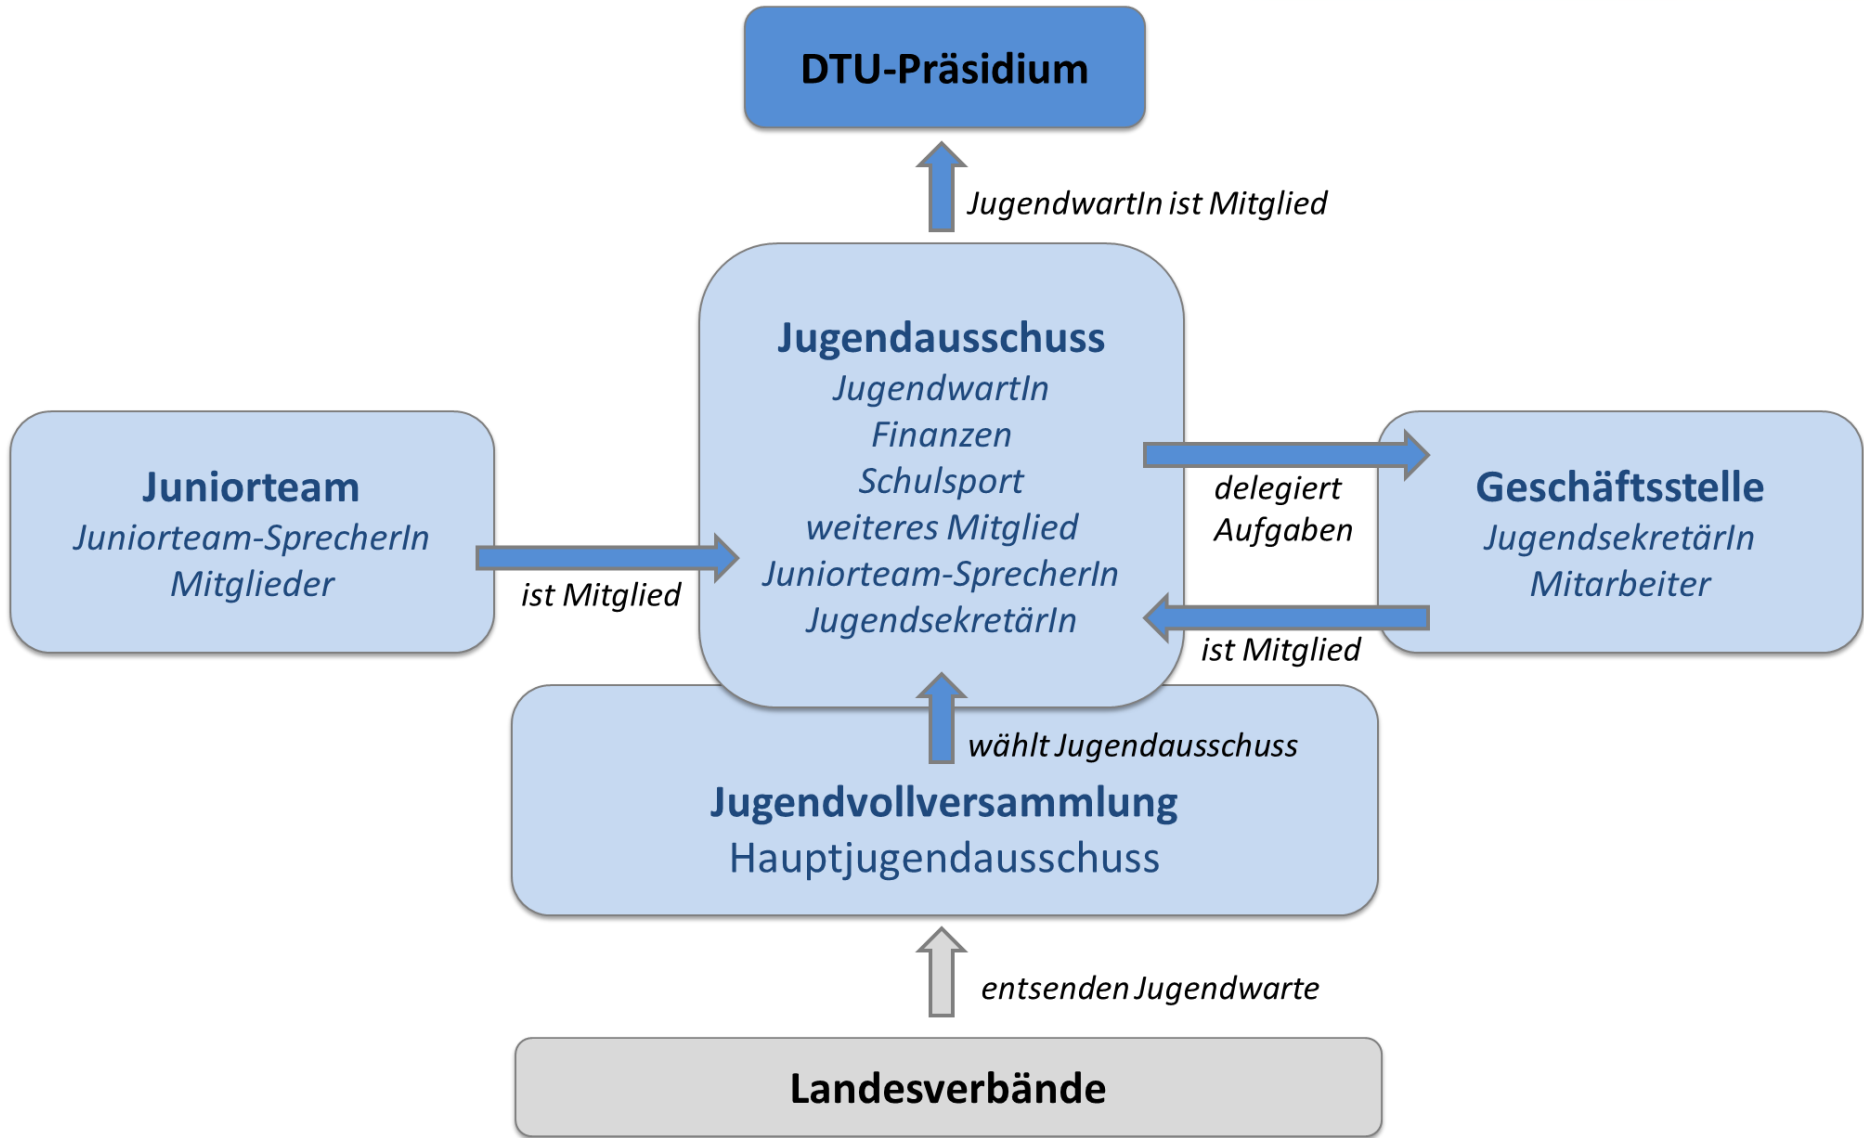 DTU-Präsidium
JugendwartIn ist Mitglied
Jugendausschuss
JugendwartIn
Finanzen
Schulsport
weiteres Mitglied
Juniorteam-SprecherIn
JugendsekretärIn
Juniorteam
Juniorteam-SprecherIn
Mitglieder
ist Mitglied
delegiert
Aufgaben
Geschäftsstelle
JugendsekretärIn
Mitarbeiter
ist Mitglied
wählt Jugendausschuss
Jugendvollversammlung
Hauptjugendausschuss
entsenden Jugendwarte
Landesverbände